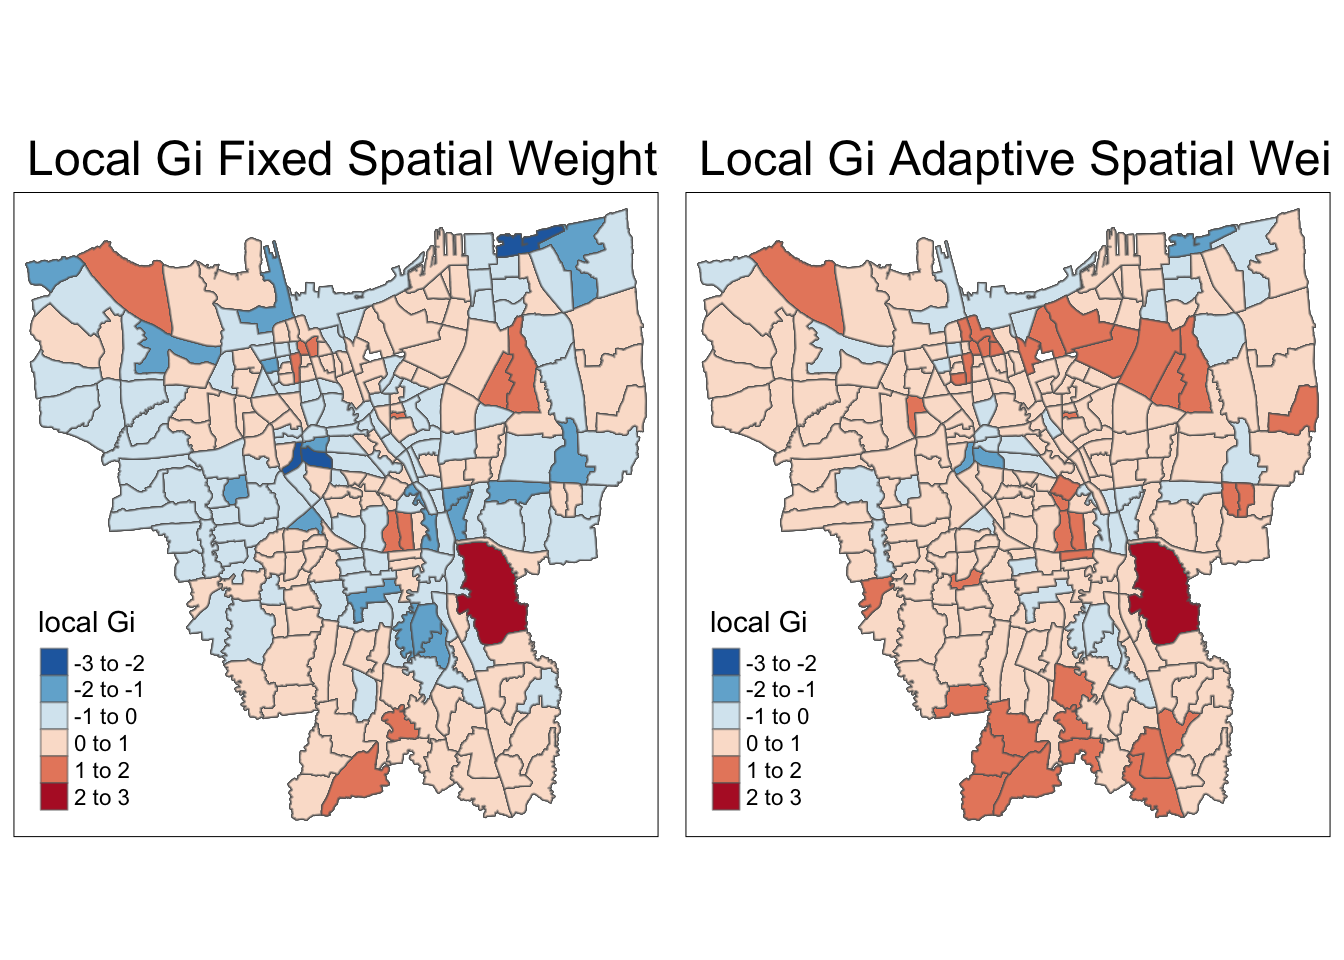 Local Gi Fixed Spatial Weight
Local Gi Adaptive Spatial Wei
local Gi
-3 to -2
-2 to -1
-1 to 0
0 to 1
1 to 2
2 to 3
local Gi
-3 to -2
-2 to -1
-1 to 0
0 to 1
1 to 2
2 to 3